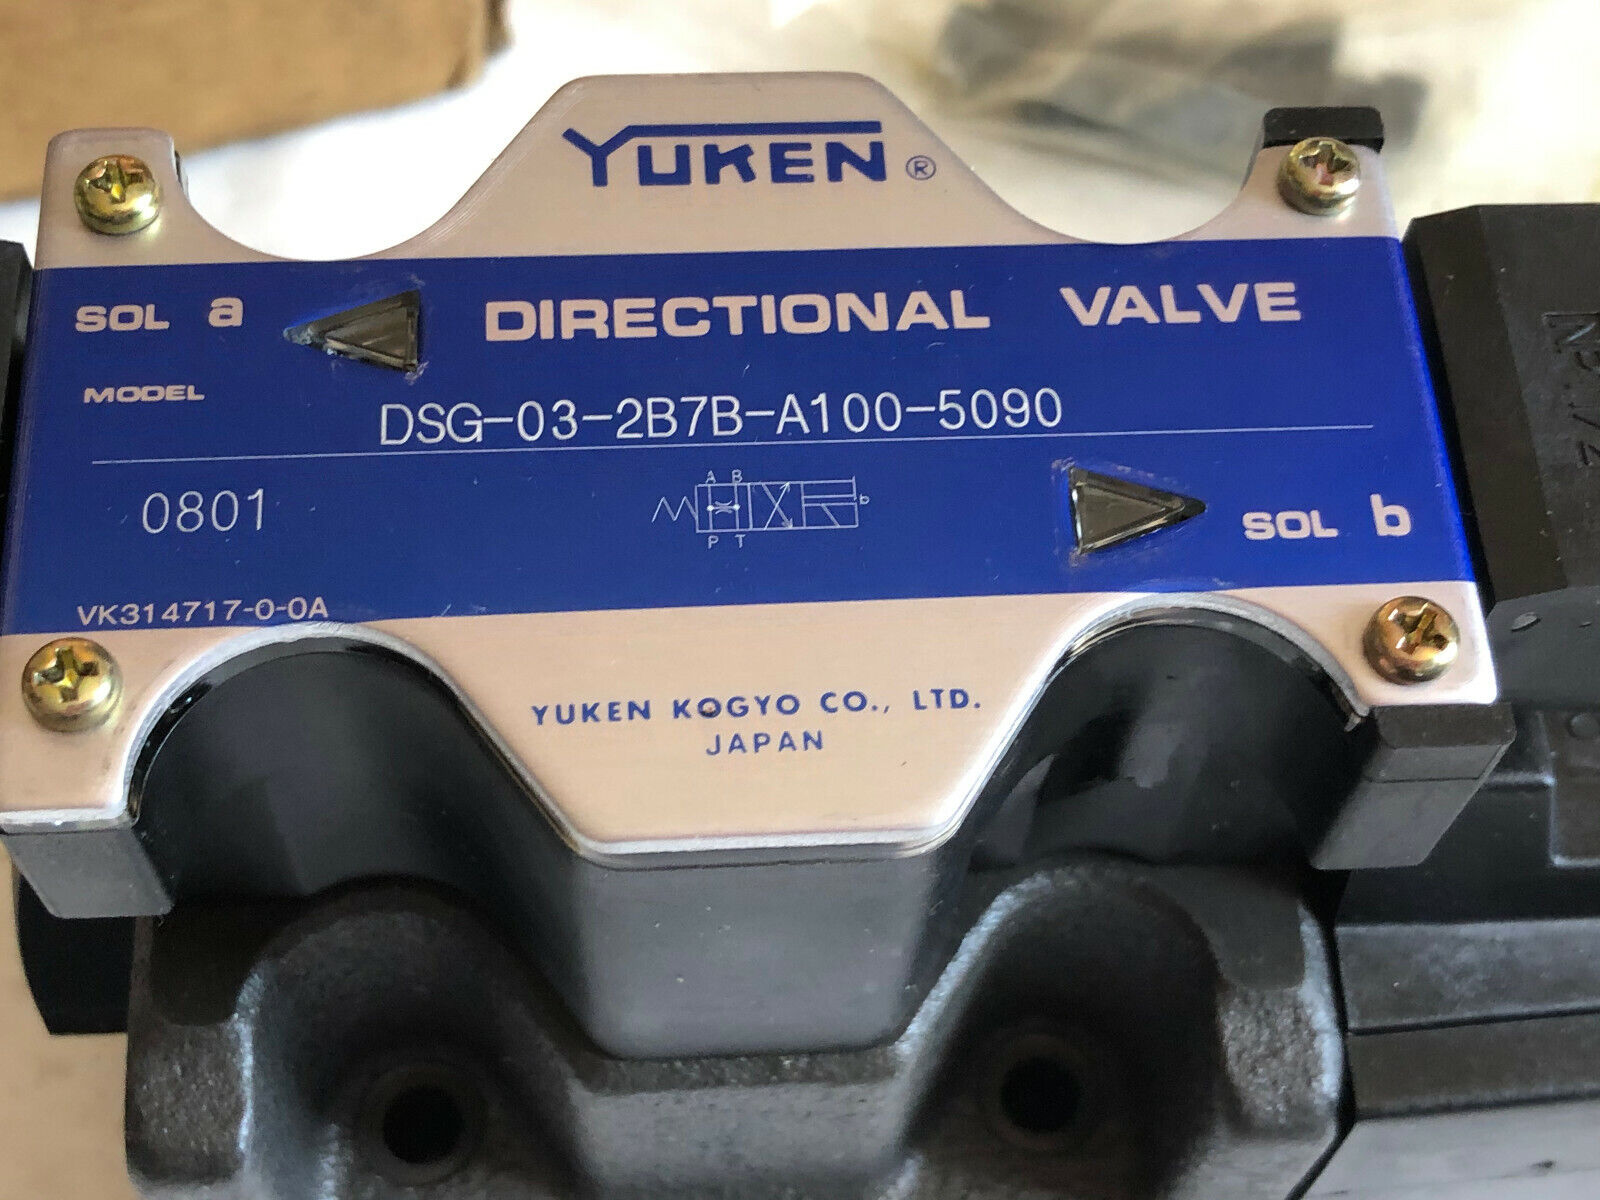 YUKEN ®
SOL a DIRECTIONAL VALVE
MODEL
DSG-03-2B7B-A100-5090
0801
A B
b
P T
SOL b
VK314717-0-0A
YUKEN KOGYO CO., LTD.
JAPAN